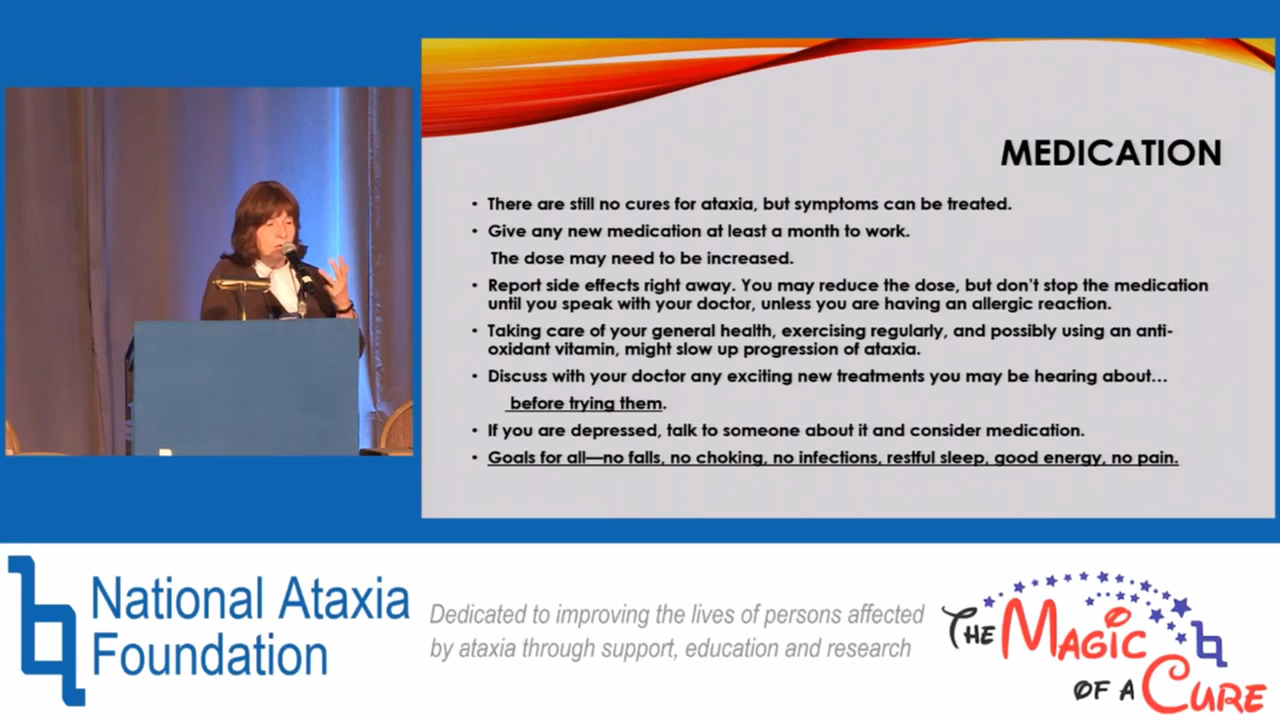 MEDICATION
• There are still no cures for ataxia, but symptoms can be treated.
• Give any new medication at least a month to work.
The dose may need to be increased.
• Report side effects right away. You may reduce the dose, but don't stop the medication
until you speak with your doctor, unless you are having an allergic reaction.
• Taking care of your general health, exercising regularly, and possibly using an anti-
oxidant vitamin, might slow up progression of ataxia.
• Discuss with your doctor any exciting new treatments you may be hearing about...
before trying them.
• If you are depressed, talk to someone about it and consider medication.
• Goals for all—no falls, no choking, no infections, restful sleep, good energy, no pain.
National Ataxia
Foundation
Dedicated to improving the lives of persons affected
by ataxia through support, education and research
THE MAGIC
OF A CURE